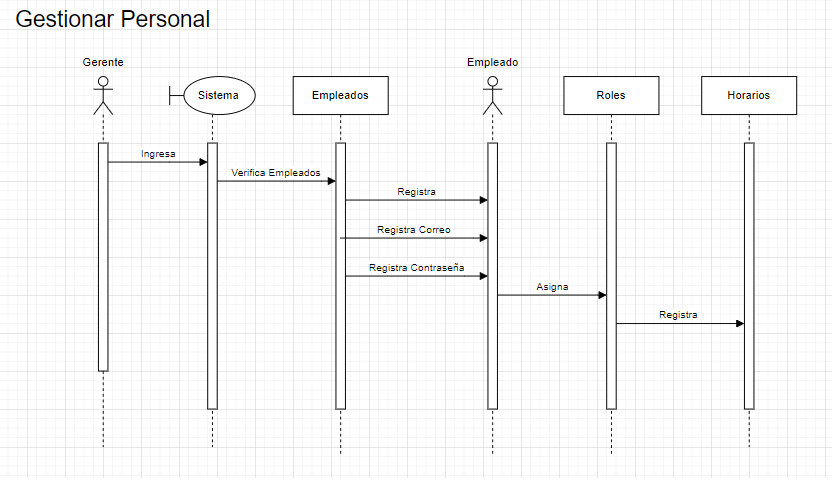 Gestionar Personal
Gerente
Empleado
Sistema
Empleados
Roles
Horarios
Ingresa
Verifica Empleados
Registra
Registra Correo
Registra Contraseña
Asigna
Registra